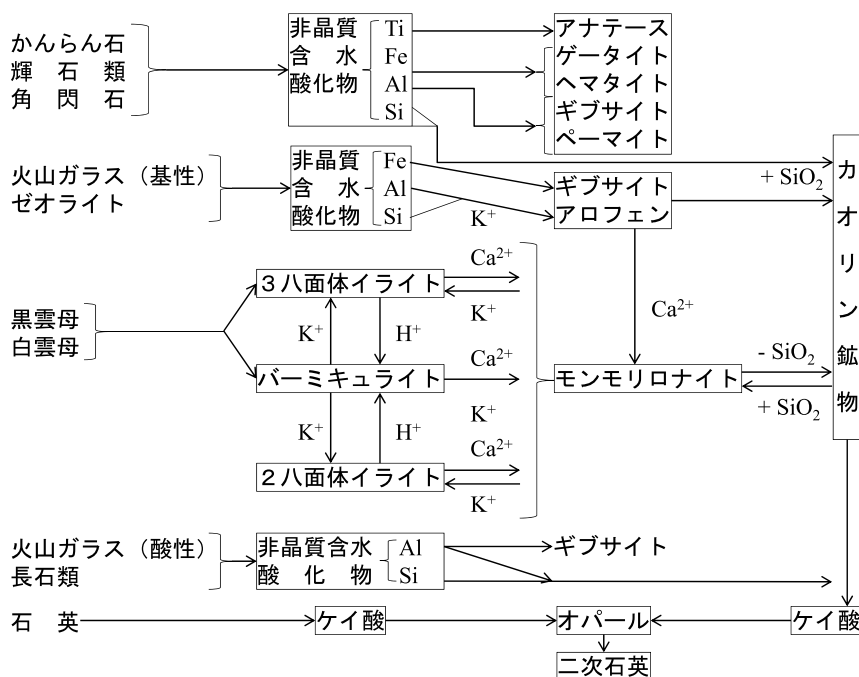 かんらん石
輝石類
角閃石
非晶質
含水
酸化物
Ti
Fe
Al
Si
アナテース
ゲータイト
ヘマタイト
ギブサイト
ペーマイト
火山ガラス（基性）
ゼオライト
非晶質
含水
酸化物
Fe
Al
Si
K⁺
ギブサイト
アロフェン
+ SiO₂
カオリン鉱物
黒雲母
白雲母
3八面体イライト
Ca²⁺
K⁺
K⁺
H⁺
Ca²⁺
バーミキュライト
Ca²⁺
K⁺
モンモリロナイト
- SiO₂
+ SiO₂
K⁺
H⁺
2八面体イライト
Ca²⁺
K⁺
火山ガラス（酸性）
長石類
非晶質含水
酸化物
Al
Si
ギブサイト
石英
ケイ酸
オパール
ケイ酸
二次石英